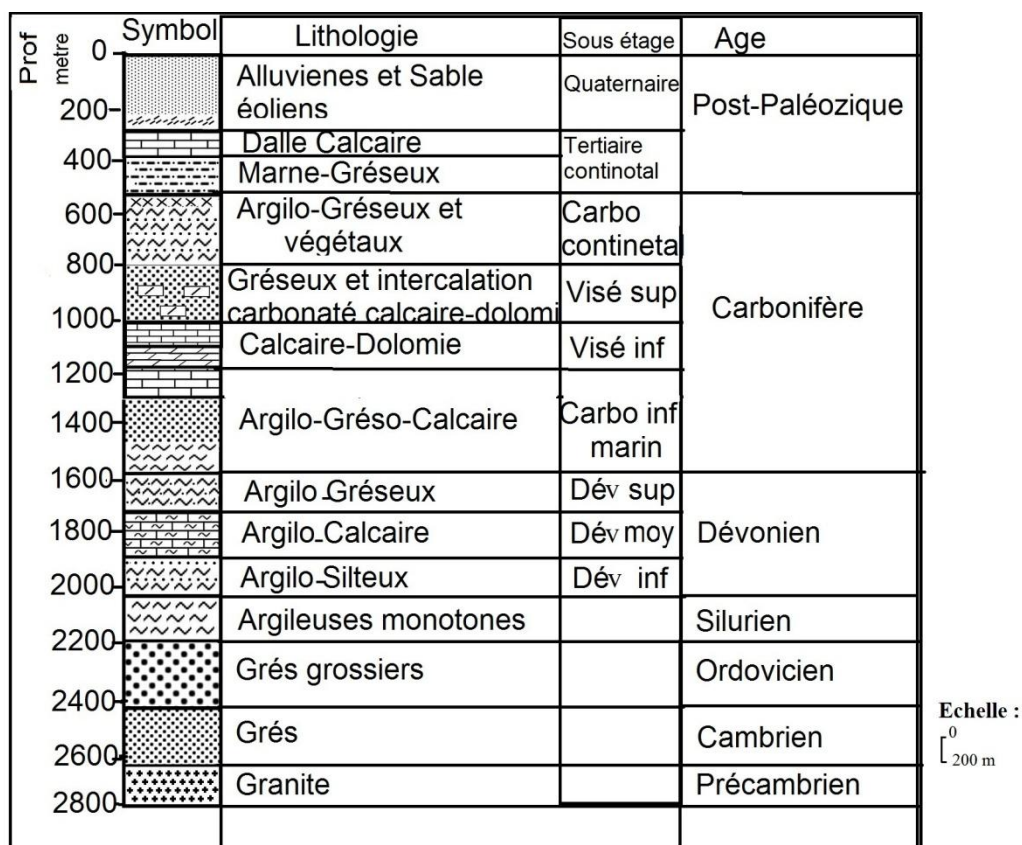 Prof
metre
Symbol
Lithologie
Sous étage
Age
0
200
400
600
800
1000
1200
1400
1600
1800
2000
2200
2400
2600
2800
Alluvienes et Sable
éoliens
Quaternaire
Post-Paléozique
Dalle Calcaire
Tertiaire
continotal
Marne-Gréseux
Argilo-Gréseux et
végétaux
Carbo
continetal
Carbonifère
Gréseux et intercalation
carbonaté calcaire-dolomi
Visé sup
Calcaire-Dolomie
Visé inf
Argilo-Gréso-Calcaire
Carbo inf
marin
Argilo-Gréseux
Dév sup
Dévonien
Argilo-Calcaire
Dév moy
Argilo-Silteux
Dév inf
Argileuses monotones
Silurien
Grés grossiers
Ordovicien
Grés
Cambrien
Granite
Précambrien
Echelle :
0
200 m